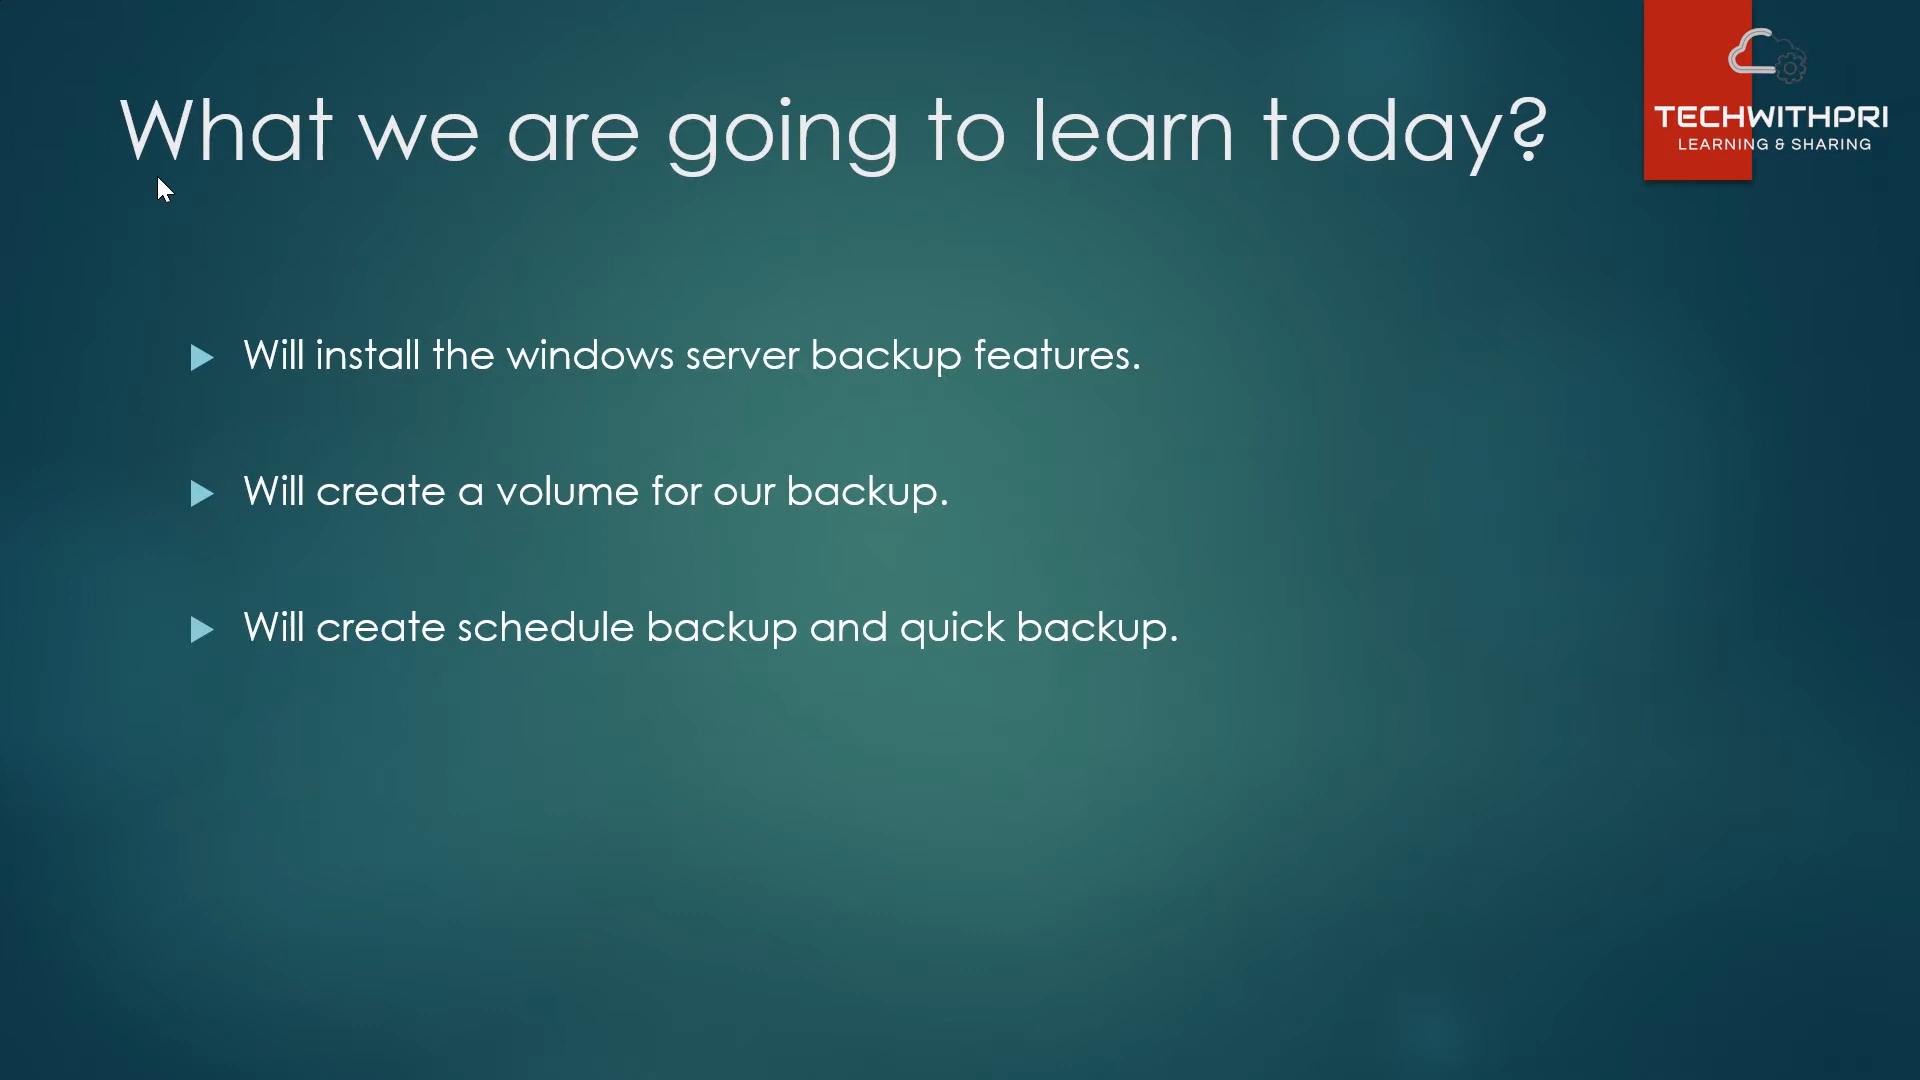 What we are going to learn today?
TECHWITHPRI
LEARNING & SHARING
Will install the windows server backup features.
Will create a volume for our backup.
Will create schedule backup and quick backup.